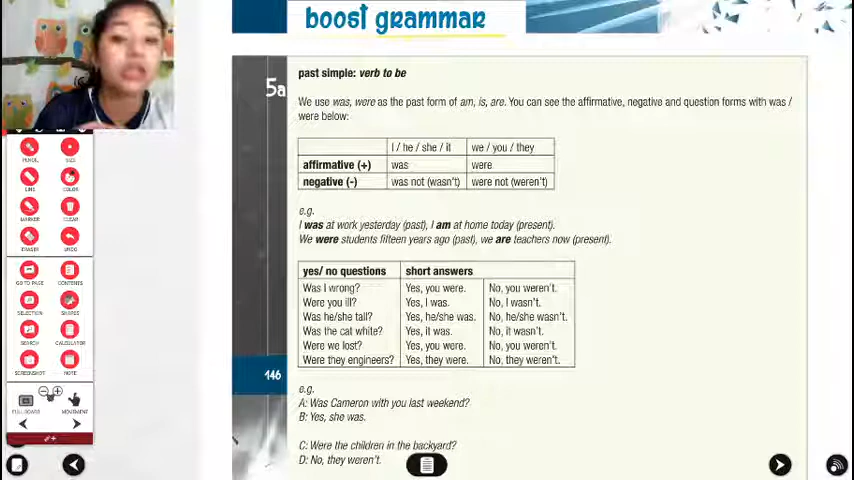 boost grammar
5a
past simple: verb to be
We use was, were as the past form of am, is, are. You can see the affirmative, negative and question forms with was /
were below:
I / he / she / it we / you / they
affirmative (+) was were
negative (-) was not (wasn't) were not (weren't)
e.g.
I was at work yesterday (past), I am at home today (present).
We were students fifteen years ago (past), we are teachers now (present).
yes/ no questions short answers
Was I wrong? Yes, you were. No, you weren't.
Were you ill? Yes, I was. No, I wasn't.
Was he/she tall? Yes, he/she was. No, he/she wasn't.
Was the cat white? Yes, it was. No, it wasn't.
Were we lost? Yes, you were. No, you weren't.
Were they engineers? Yes, they were. No, they weren't.
146
e.g.
A: Was Cameron with you last weekend?
B: Yes, she was.
C: Were the children in the backyard?
D: No, they weren't.
PENCIL SIZE
LINE COLOR
MARKER CLEAR
ERASER UNDO
GO TO PAGE CONTENTS
SELECTION SHAPES
SEARCH CALCULATOR
SCREENSHOT NOTE
FULL BOARD MOVEMENT